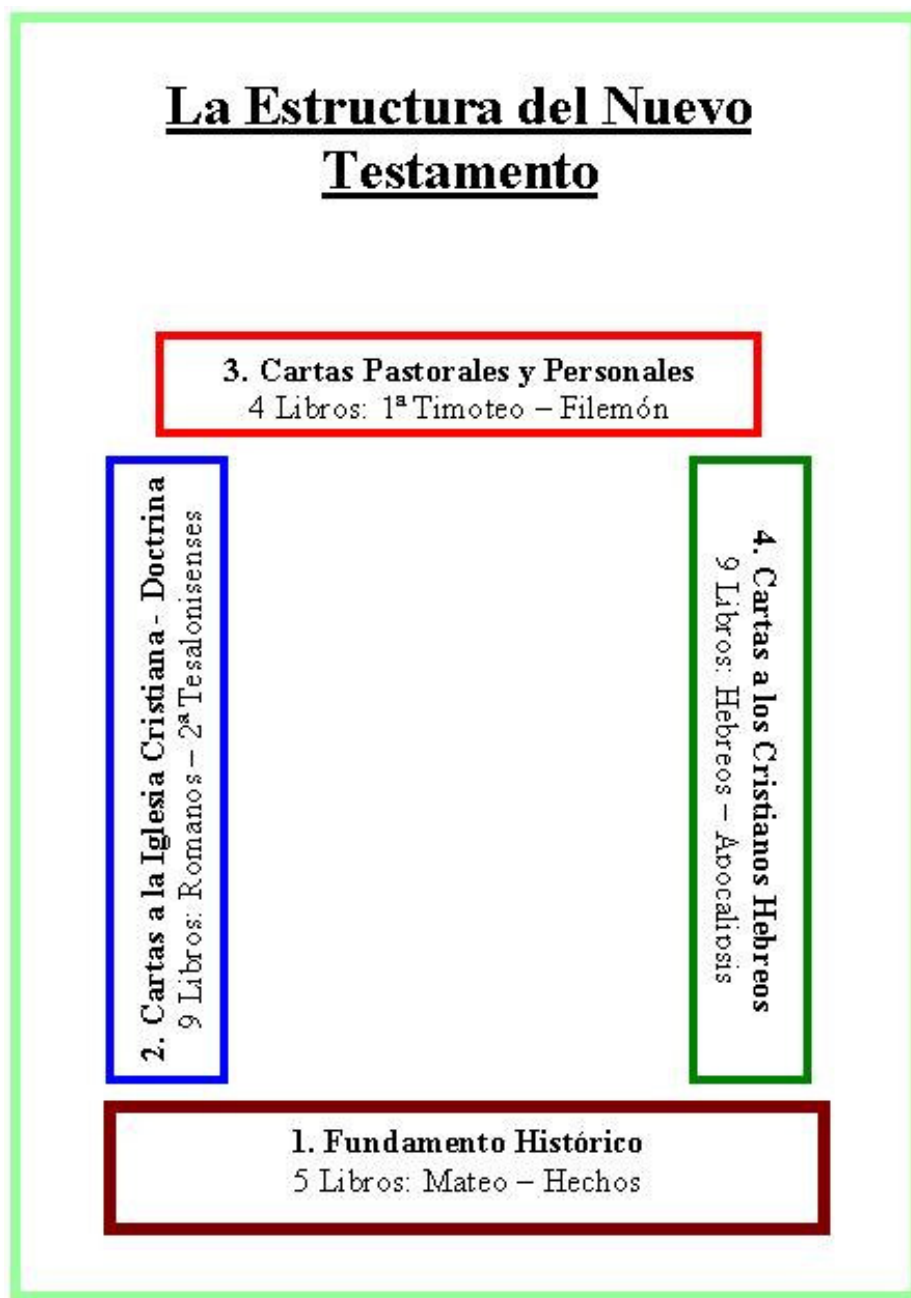 La Estructura del Nuevo
Testamento
3. Cartas Pastorales y Personales
4 Libros: 1ª Timoteo – Filemón
2. Cartas a la Iglesia Cristiana - Doctrina
9 Libros: Romanos – 2ª Tesalonisenses
4. Cartas a los Cristianos Hebreos
9 Libros: Hebreos – Apocalipsis
1. Fundamento Histórico
5 Libros: Mateo – Hechos